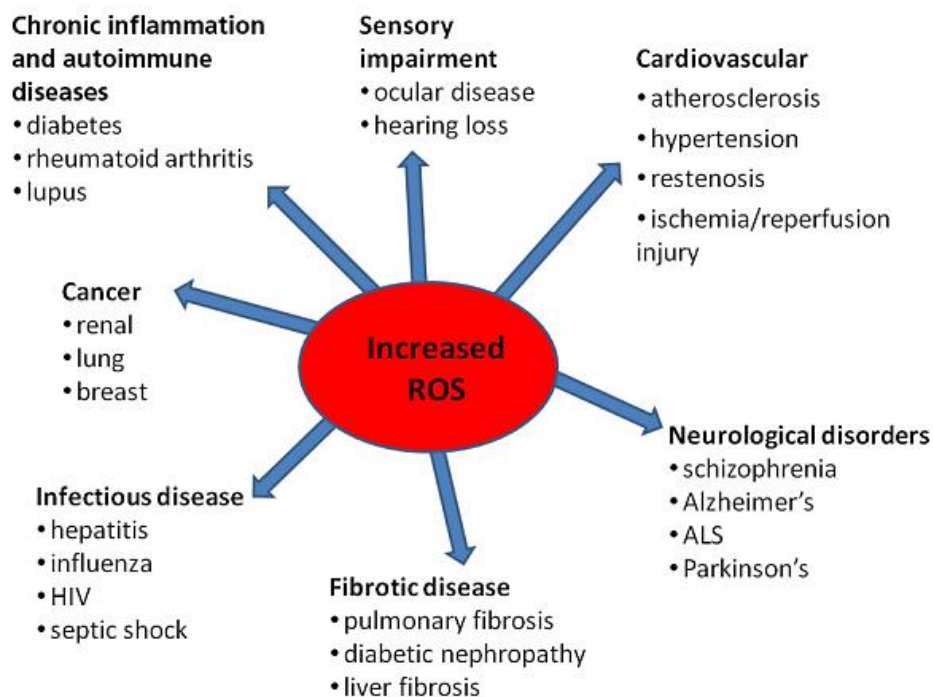 Chronic inflammation
and autoimmune
diseases
• diabetes
• rheumatoid arthritis
• lupus
Sensory
impairment
• ocular disease
• hearing loss
Cardiovascular
• atherosclerosis
• hypertension
• restenosis
• ischemia/reperfusion
injury
Cancer
• renal
• lung
• breast
Increased
ROS
Neurological disorders
• schizophrenia
• Alzheimer’s
• ALS
• Parkinson’s
Infectious disease
• hepatitis
• influenza
• HIV
• septic shock
Fibrotic disease
• pulmonary fibrosis
• diabetic nephropathy
• liver fibrosis